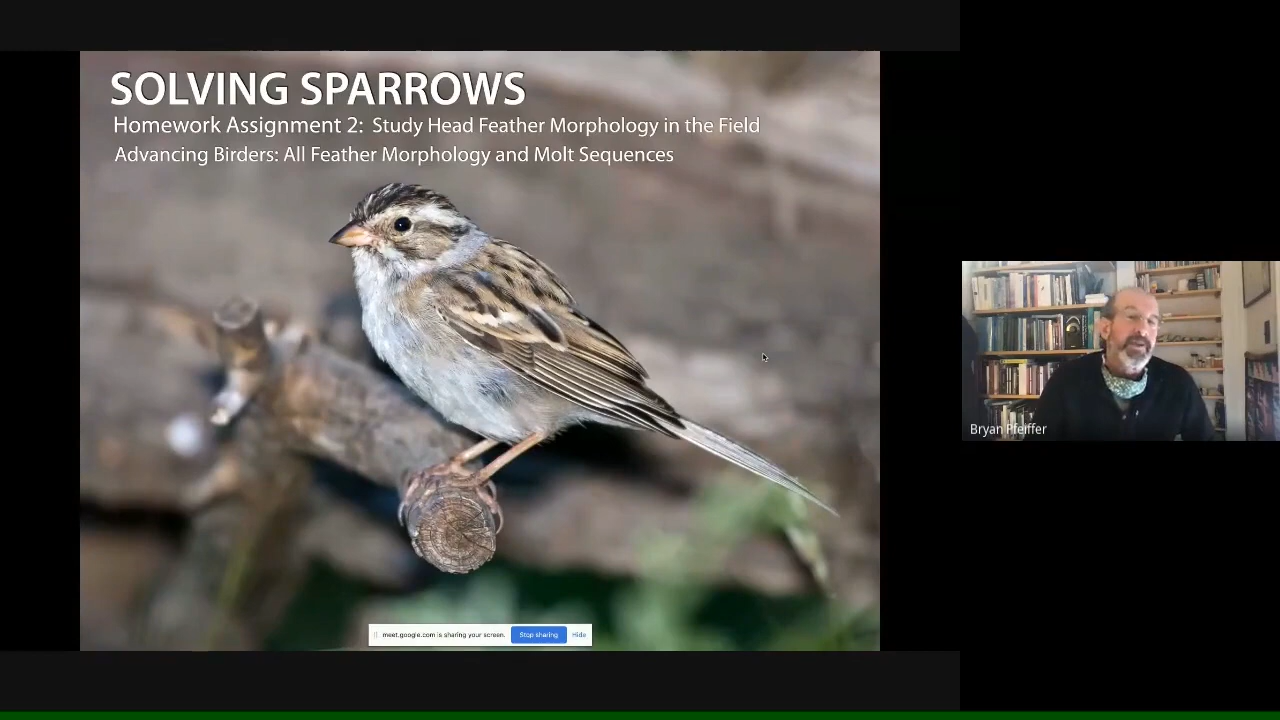 SOLVING SPARROWS
Homework Assignment 2: Study Head Feather Morphology in the Field
Advancing Birders: All Feather Morphology and Molt Sequences
Bryan Pfeiffer
meet.google.com is sharing your screen. Stop sharing Hide